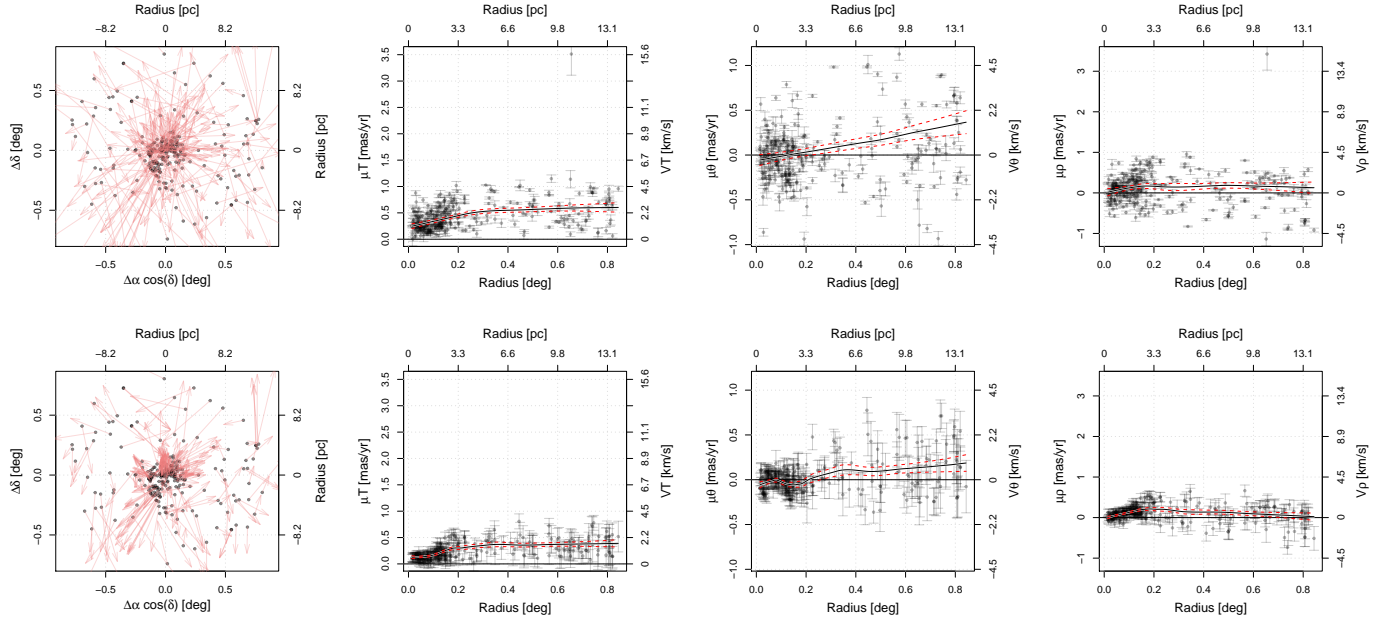 Radius [pc] Radius [pc] Radius [pc] Radius [pc]
−8.2 0 8.2 0 3.3 6.6 9.8 13.1 0 3.3 6.6 9.8 13.1 0 3.3 6.6 9.8 13.1
Δδ [deg]
0.5 0.0 −0.5
8.2 0 −8.2
Radius [pc]
−0.5 0.0 0.5
Δα cos(δ) [deg]
μT [mas/yr]
3.5 3.0 2.5 2.0 1.5 1.0 0.5 0.0
15.6 11.1 8.9 6.7 4.5 2.2 0
VT [km/s]
0.0 0.2 0.4 0.6 0.8
Radius [deg]
μθ [mas/yr]
1.0 0.5 0.0 −0.5 −1.0
4.5 2.2 0 −2.2 −4.5
Vθ [km/s]
0.0 0.2 0.4 0.6 0.8
Radius [deg]
μρ [mas/yr]
3 2 1 0 −1
13.4 8.9 4.5 0 −4.5
Vρ [km/s]
0.0 0.2 0.4 0.6 0.8
Radius [deg]
Radius [pc] Radius [pc] Radius [pc] Radius [pc]
−8.2 0 8.2 0 3.3 6.6 9.8 13.1 0 3.3 6.6 9.8 13.1 0 3.3 6.6 9.8 13.1
Δδ [deg]
0.5 0.0 −0.5
8.2 0 −8.2
Radius [pc]
−0.5 0.0 0.5
Δα cos(δ) [deg]
μT [mas/yr]
3.5 3.0 2.5 2.0 1.5 1.0 0.5 0.0
15.6 11.1 8.9 6.7 4.5 2.2 0
VT [km/s]
0.0 0.2 0.4 0.6 0.8
Radius [deg]
μθ [mas/yr]
1.0 0.5 0.0 −0.5 −1.0
4.5 2.2 0 −2.2 −4.5
Vθ [km/s]
0.0 0.2 0.4 0.6 0.8
Radius [deg]
μρ [mas/yr]
3 2 1 0 −1
13.4 8.9 4.5 0 −4.5
Vρ [km/s]
0.0 0.2 0.4 0.6 0.8
Radius [deg]